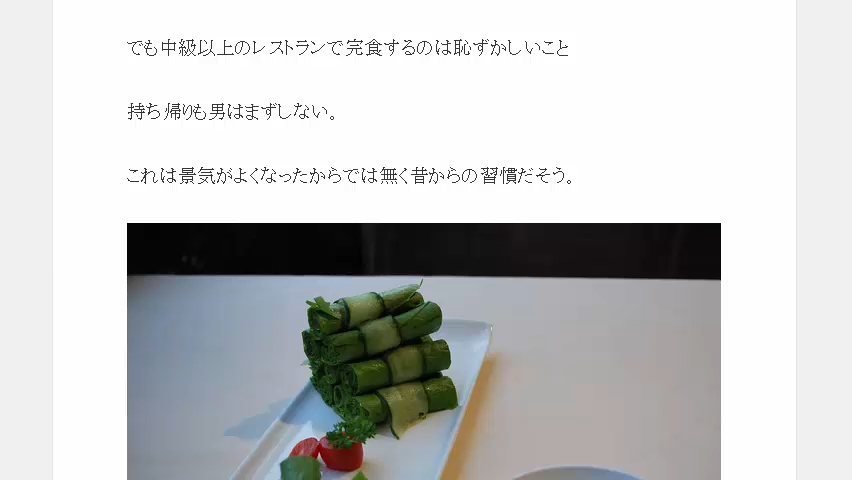 でも中級以上のレストランで完食するのは恥ずかしいこと
持ち帰りも男はまずしない。
これは景気がよくなったからでは無く昔からの習慣だそう。